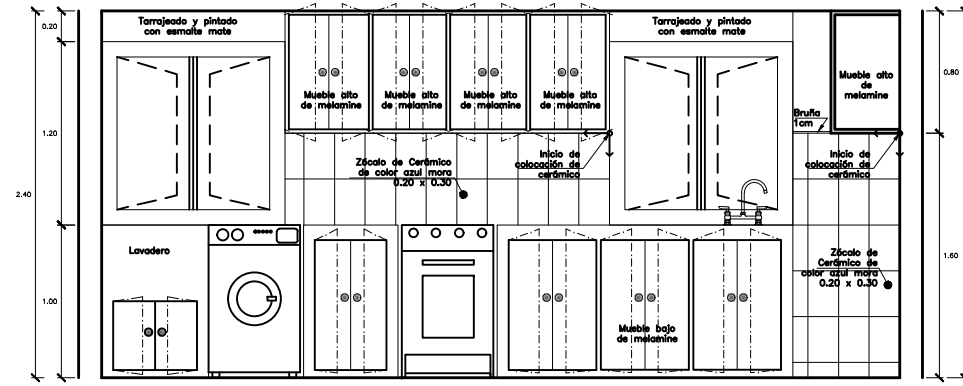 0.20
1.20
2.40
1.00
Tarrajeado y pintado
con esmalte mate
Mueble alto
de melamine
Mueble alto
de melamine
Mueble alto
de melamine
Mueble alto
de melamine
Tarrajeado y pintado
con esmalte mate
Mueble alto
de
melamine
0.80
Bruña
1cm
Zócalo de Cerámico
de color azul mora
0.20 x 0.30
Inicio de
colocación de
cerámico
Inicio de
colocación de
cerámico
Lavadero
Zócalo de
Cerámico de
color azul mora
0.20 x 0.30
1.60
Mueble bajo
de melamine